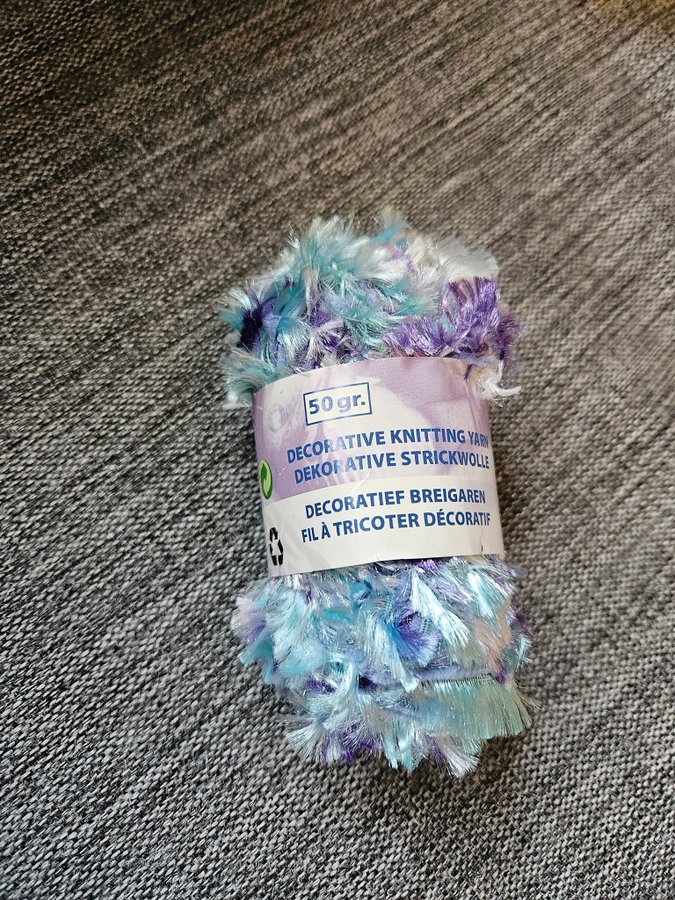 50 gr.
DECORATIVE KNITTING YARN
DEKORATIVE STRICKWOLLE
DECORATIEF BREIGAREN
FIL À TRICOTER DÉCORATIF